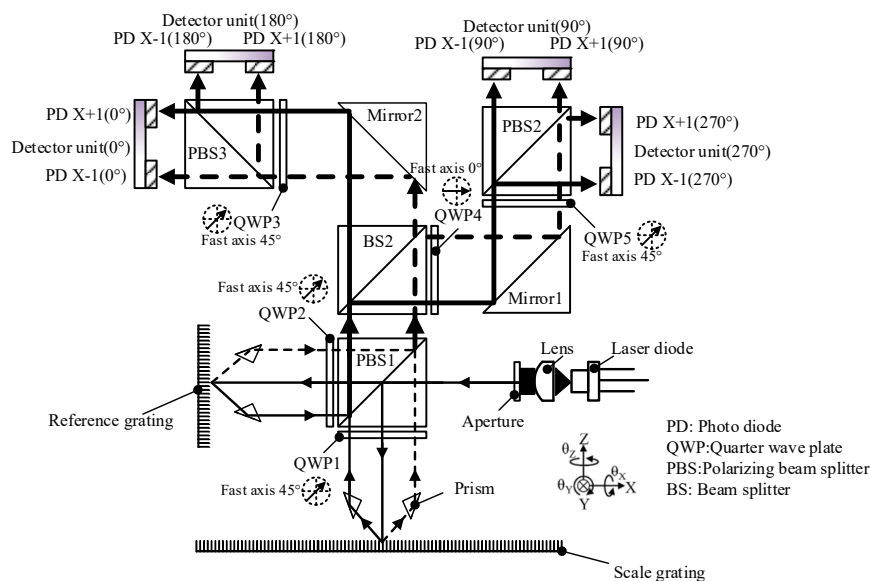 Detector unit(180°)
PD X-1(180°) PD X+1(180°)
Detector unit(90°)
PD X-1(90°) PD X+1(90°)
PD X+1(0°)
Detector unit(0°)
PD X-1(0°)
PBS3
Mirror2
PBS2
PD X+1(270°)
Detector unit(270°)
PD X-1(270°)
Fast axis 0°
QWP3
Fast axis 45°
QWP4
BS2
QWP5
Fast axis 45°
Fast axis 45°
QWP2
Mirror1
PBS1
Lens
Laser diode
Reference grating
Aperture
QWP1
Fast axis 45°
Prism
Z
θZ
θX
θY
X
Y
PD: Photo diode
QWP:Quarter wave plate
PBS:Polarizing beam splitter
BS: Beam splitter
Scale grating